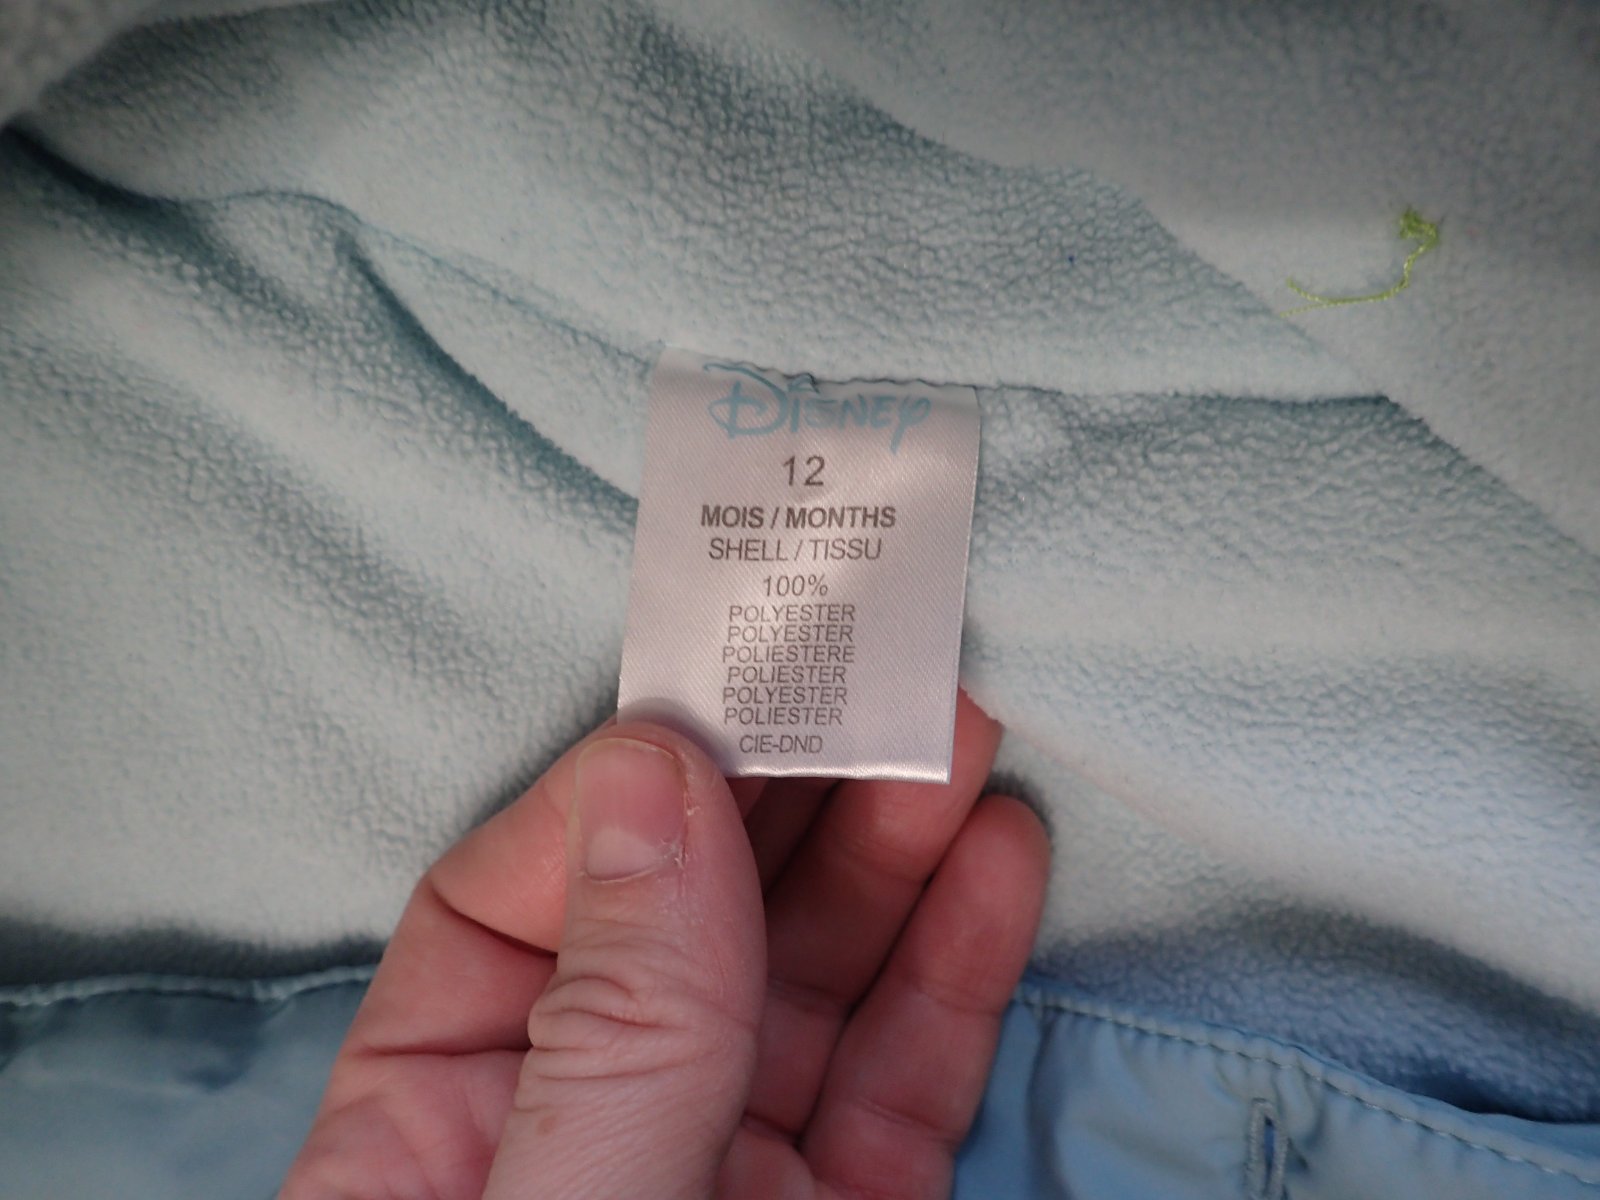 Disney
12
MOIS / MONTHS
SHELL / TISSU
100%
POLYESTER
POLYESTER
POLIESTERE
POLIESTER
POLYESTER
POLIESTER
CIE-DND